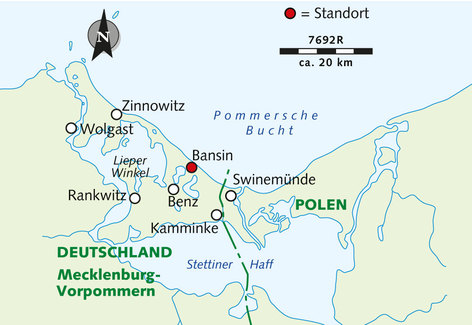 N
= Standort
7692R
ca. 20 km
Zinnowitz
Pommersche
Bucht
Wolgast
Lieper
Winkel
Bansin
Swinemünde
Rankwitz
Benz
POLEN
Kamminke
DEUTSCHLAND
Mecklenburg-
Vorpommern
Stettiner Haff